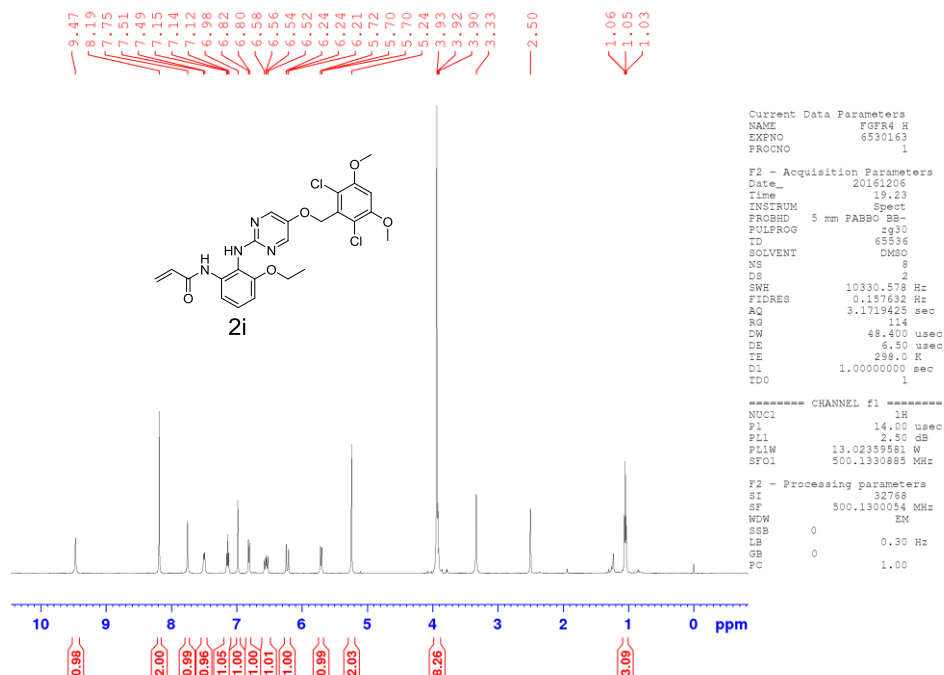 9.47
8.19
7.75
7.51
7.49
7.15
7.14
7.12
6.98
6.82
6.80
6.58
6.56
6.54
6.52
6.24
6.24
6.21
5.72
5.70
5.70
5.24
3.93
3.92
3.90
3.33
2.50
1.06
1.05
1.03
O
Cl
N
O
O
NH
N
Cl
H
N
O
O
2i
Current Data Parameters
NAME FGFR4 H
EXPNO 6530163
PROCNO 1
F2 - Acquisition Parameters
Date_ 20161206
Time 19.23
INSTRUM Spect
PROBHD 5 mm PABBO BB-
PULPROG zg30
TD 65536
SOLVENT DMSO
NS 8
DS 2
SWH 10330.578 Hz
FIDRES 0.157632 Hz
AQ 3.1719425 sec
RG 114
DW 48.400 usec
DE 6.50 usec
TE 298.0 K
D1 1.00000000 sec
TD0 1
======== CHANNEL f1 ========
NUC1 1H
P1 14.00 usec
PL1 2.50 dB
PL1W 13.02359581 W
SFO1 500.1330885 MHz
F2 - Processing parameters
SI 32768
SF 500.1300054 MHz
WDW EM
SSB 0
LB 0.30 Hz
GB 0
PC 1.00
10 9 8 7 6 5 4 3 2 1 0 ppm
0.98
2.00
0.99
0.96
1.05
1.00
1.00
1.01
1.00
0.99
2.03
8.26
3.09